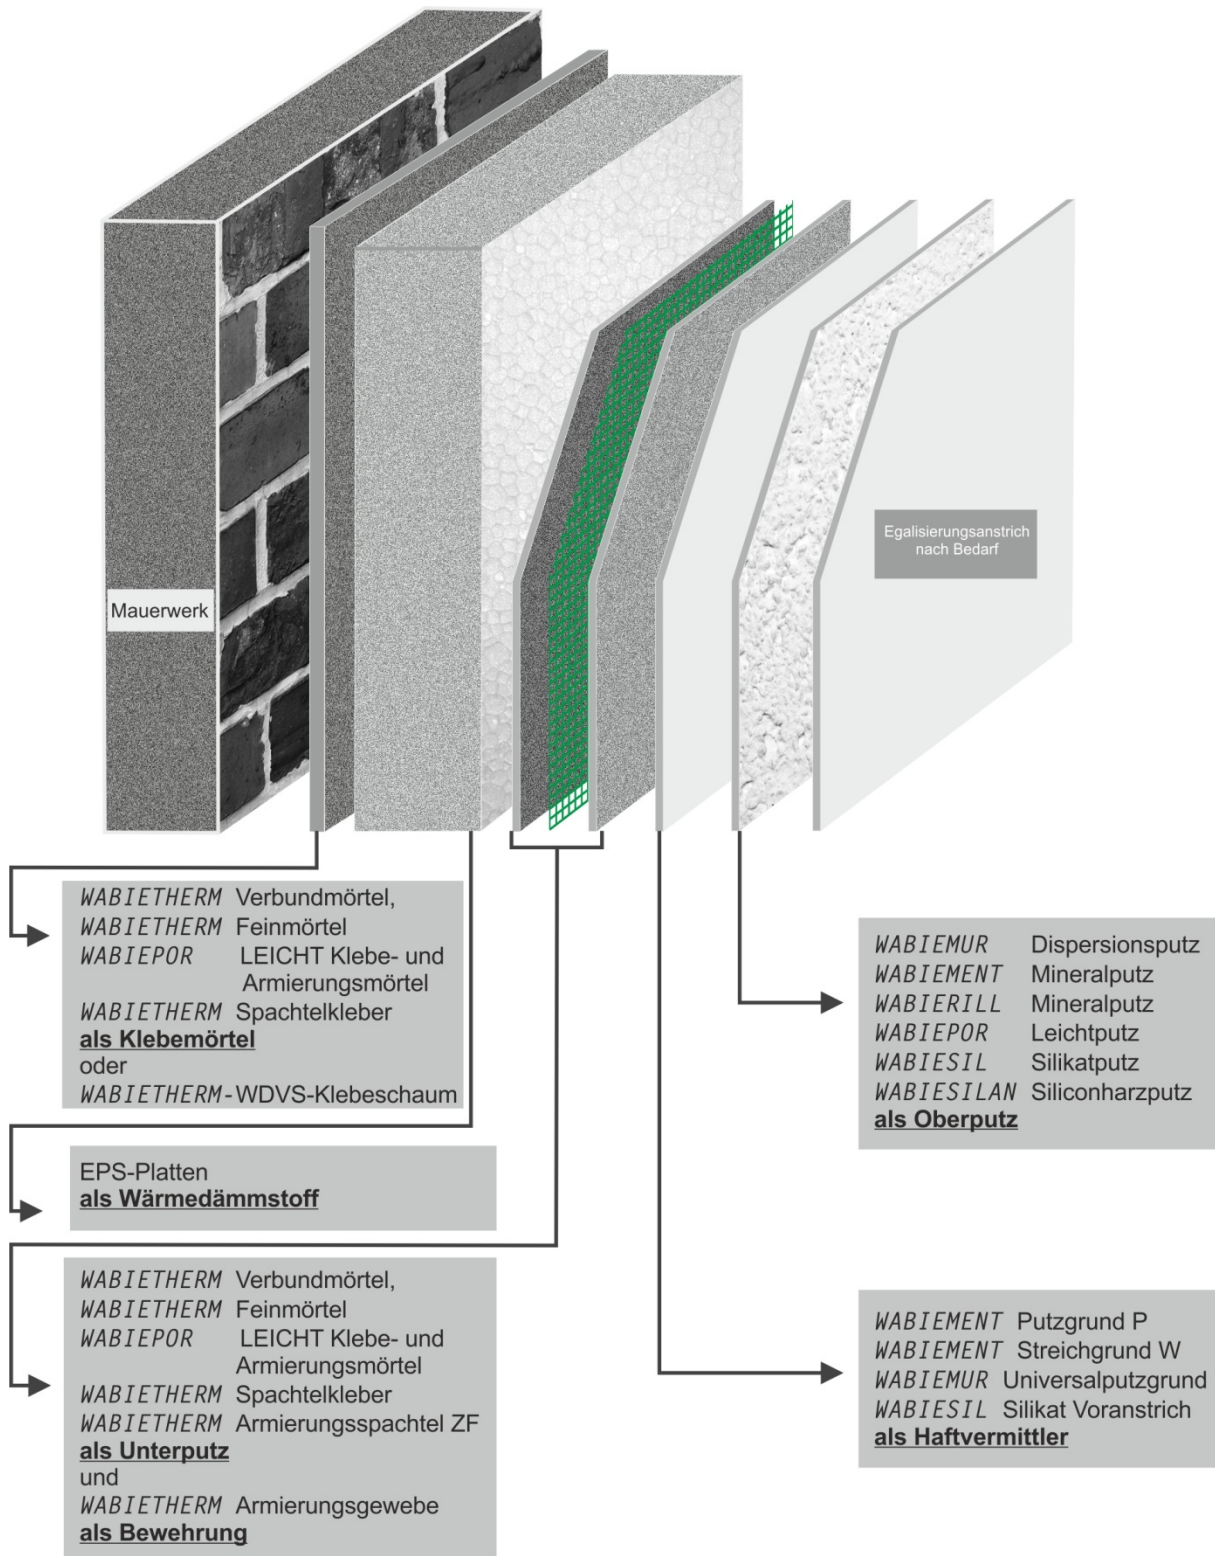 Egalisierungsanstrich
nach Bedarf
Mauerwerk
WABIETHERM Verbundmörtel,
WABIETHERM Feinmörtel
WABIEPOR LEICHT Klebe- und
Armierungsmörtel
WABIETHERM Spachtelkleber
als Klebemörtel
oder
WABIETHERM-WDVS-Klebeschaum
EPS-Platten
als Wärmedämmstoff
WABIETHERM Verbundmörtel,
WABIETHERM Feinmörtel
WABIEPOR LEICHT Klebe- und
Armierungsmörtel
WABIETHERM Spachtelkleber
WABIETHERM Armierungsspachtel ZF
als Unterputz
und
WABIETHERM Armierungsgewebe
als Bewehrung
WABIEMUR Dispersionsputz
WABIEMENT Mineralputz
WABIERILL Mineralputz
WABIEPOR Leichtputz
WABIESIL Silikatputz
WABIESILAN Siliconharzputz
als Oberputz
WABIEMENT Putzgrund P
WABIEMENT Streichgrund W
WABIEMUR Universalputzgrund
WABIESIL Silikat Voranstrich
als Haftvermittler